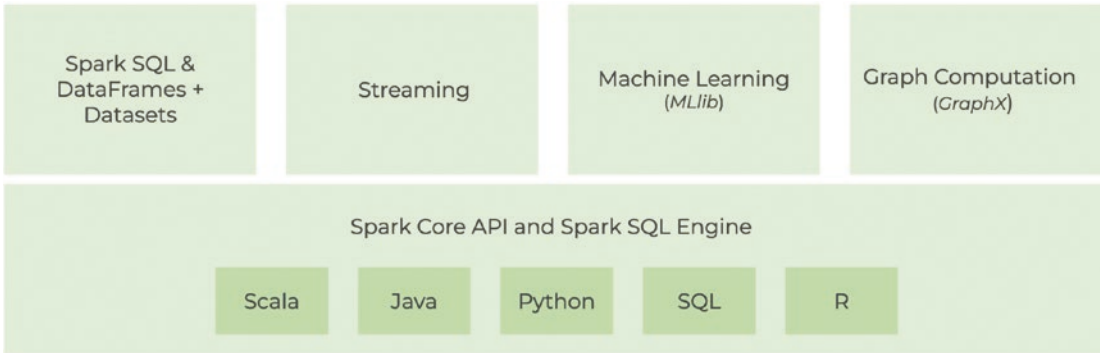 Spark SQL &
DataFrames +
Datasets
Streaming
Machine Learning
(MLlib)
Graph Computation
(GraphX)
Spark Core API and Spark SQL Engine
Scala
Java
Python
SQL
R